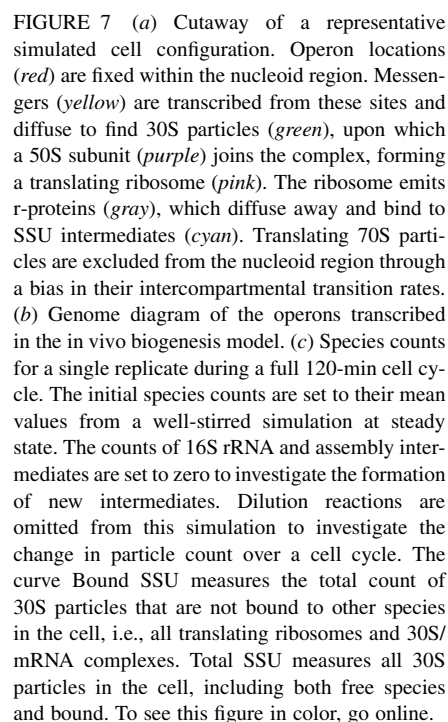 FIGURE 7 (a) Cutaway of a representative
simulated cell configuration. Operon locations
(red) are fixed within the nucleoid region. Messen-
gers (yellow) are transcribed from these sites and
diffuse to find 30S particles (green), upon which
a 50S subunit (purple) joins the complex, forming
a translating ribosome (pink). The ribosome emits
r-proteins (gray), which diffuse away and bind to
SSU intermediates (cyan). Translating 70S parti-
cles are excluded from the nucleoid region through
a bias in their intercompartmental transition rates.
(b) Genome diagram of the operons transcribed
in the in vivo biogenesis model. (c) Species counts
for a single replicate during a full 120-min cell cy-
cle. The initial species counts are set to their mean
values from a well-stirred simulation at steady
state. The counts of 16S rRNA and assembly inter-
mediates are set to zero to investigate the formation
of new intermediates. Dilution reactions are
omitted from this simulation to investigate the
change in particle count over a cell cycle. The
curve Bound SSU measures the total count of
30S particles that are not bound to other species
in the cell, i.e., all translating ribosomes and 30S/
mRNA complexes. Total SSU measures all 30S
particles in the cell, including both free species
and bound. To see this figure in color, go online.